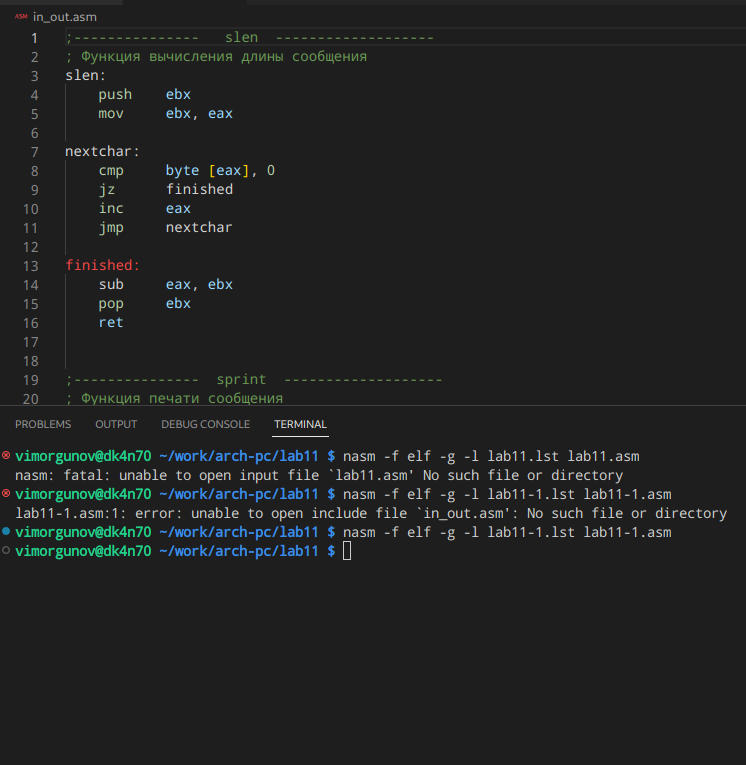 ASM in_out.asm
1 ;--------------- slen -------------------
2 ; Функция вычисления длины сообщения
3 slen:
4 push ebx
5 mov ebx, eax
6
7 nextchar:
8 cmp byte [eax], 0
9 jz finished
10 inc eax
11 jmp nextchar
12
13 finished:
14 sub eax, ebx
15 pop ebx
16 ret
17
18
19 ;--------------- sprint -------------------
20 ; Функция печати сообщения
PROBLEMS OUTPUT DEBUG CONSOLE TERMINAL
vimorgunov@dk4n70 ~/work/arch-pc/lab11 $ nasm -f elf -g -l lab11.lst lab11.asm
nasm: fatal: unable to open input file `lab11.asm' No such file or directory
vimorgunov@dk4n70 ~/work/arch-pc/lab11 $ nasm -f elf -g -l lab11-1.lst lab11-1.asm
lab11-1.asm:1: error: unable to open include file `in_out.asm': No such file or directory
vimorgunov@dk4n70 ~/work/arch-pc/lab11 $ nasm -f elf -g -l lab11-1.lst lab11-1.asm
vimorgunov@dk4n70 ~/work/arch-pc/lab11 $